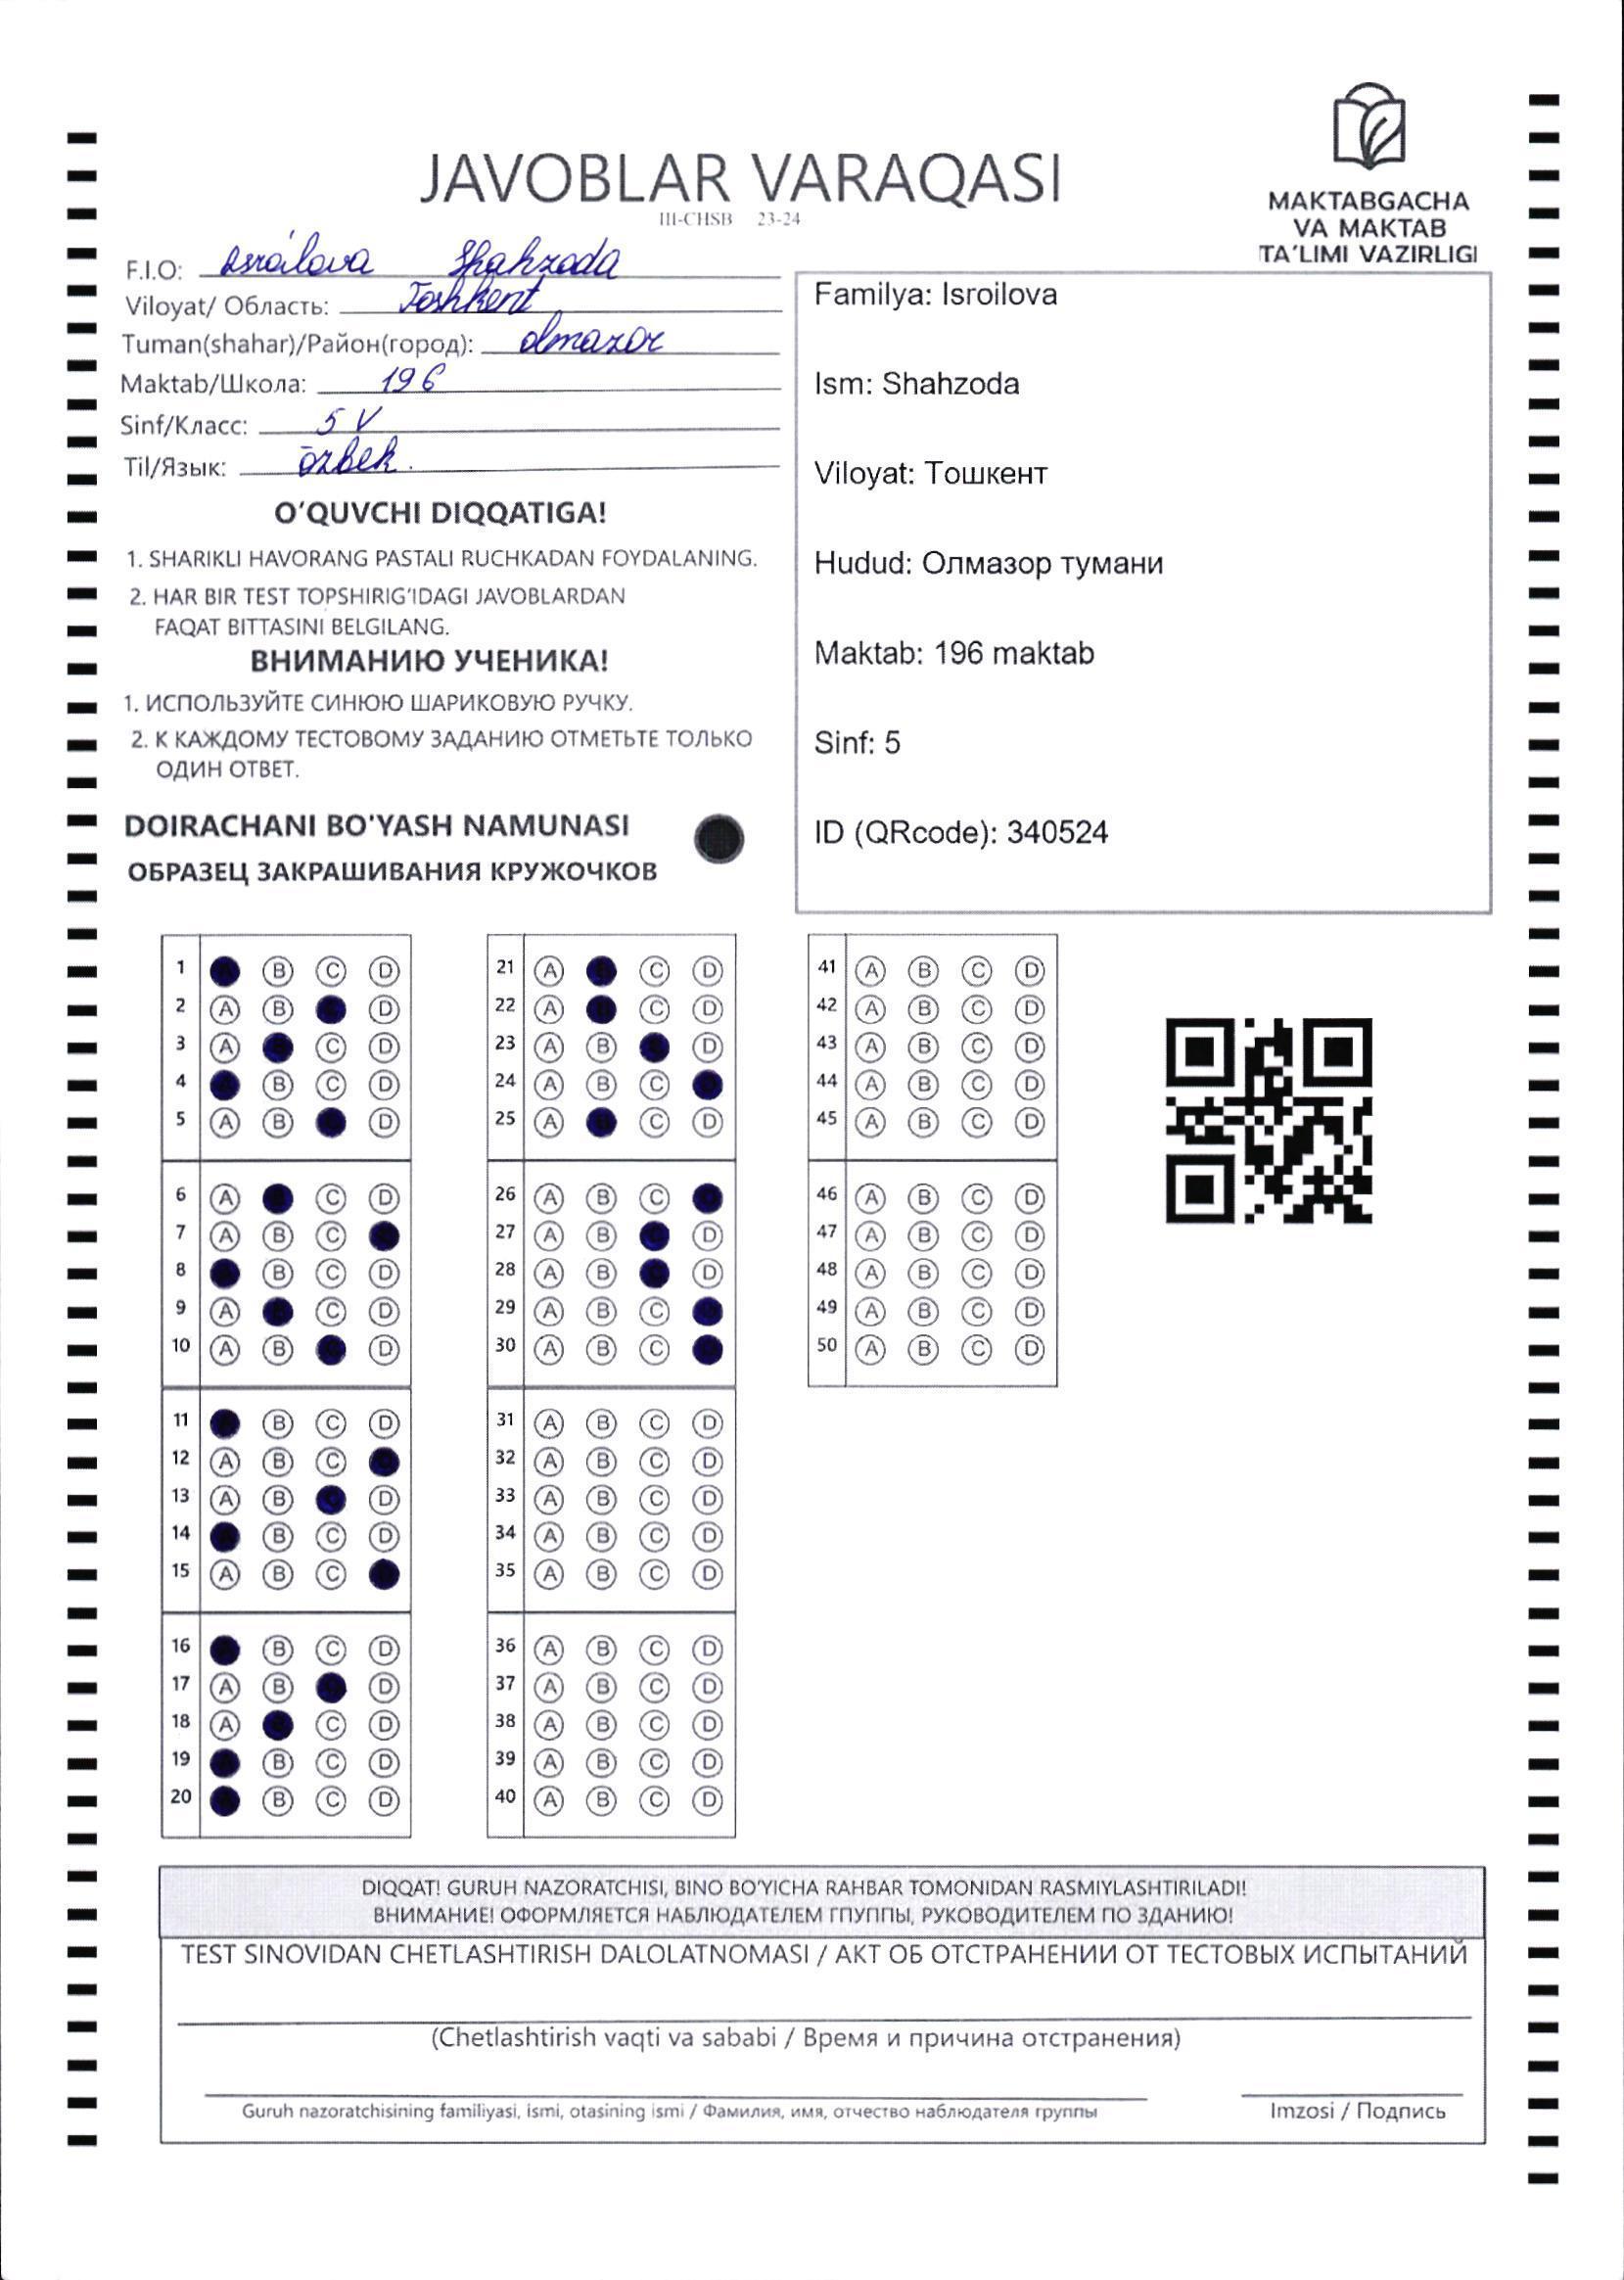 JAVOBLAR VARAQASI
III-CHSB 23-24
MAKTABGACHA
VA MAKTAB
TA'LIMI VAZIRLIGI
F.I.O: Isroilova Shahzoda
Viloyat/ Область: Toshkent
Tuman(shahar)/Район(город): Olmazor
Maktab/Школа: 196
Sinf/Класс: 5 V
Til/Язык: o'zbek.
O'QUVCHI DIQQATIGA!
1. SHARIKLI HAVORANG PASTALI RUCHKADAN FOYDALANING.
2. HAR BIR TEST TOPSHIRIG'IDAGI JAVOBLARDAN
FAQAT BITTASINI BELGILANG.
ВНИМАНИЮ УЧЕНИКА!
1. ИСПОЛЬЗУЙТЕ СИНЮЮ ШАРИКОВУЮ РУЧКУ.
2. К КАЖДОМУ ТЕСТОВОМУ ЗАДАНИЮ ОТМЕТЬТЕ ТОЛЬКО
ОДИН ОТВЕТ.
DOIRACHANI BO'YASH NAMUNASI
ОБРАЗЕЦ ЗАКРАШИВАНИЯ КРУЖОЧКОВ
Familya: Isroilova
Ism: Shahzoda
Viloyat: Тошкент
Hudud: Олмазор тумани
Maktab: 196 maktab
Sinf: 5
ID (QRcode): 340524
1 B C D
2 A B D
3 A C D
4 B C D
5 A B D
6 A C D
7 A B C
8 B C D
9 A C D
10 A B D
11 B C D
12 A B C
13 A B D
14 B C D
15 A B C
16 B C D
17 A B D
18 A C D
19 B C D
20 B C D
21 A C D
22 A C D
23 A B D
24 A B C
25 A C D
26 A B C
27 A B D
28 A B D
29 A B C
30 A B C
31 A B C D
32 A B C D
33 A B C D
34 A B C D
35 A B C D
36 A B C D
37 A B C D
38 A B C D
39 A B C D
40 A B C D
41 A B C D
42 A B C D
43 A B C D
44 A B C D
45 A B C D
46 A B C D
47 A B C D
48 A B C D
49 A B C D
50 A B C D
DIQQAT! GURUH NAZORATCHISI, BINO BO'YICHA RAHBAR TOMONIDAN RASMIYLASHTIRILADI!
ВНИМАНИЕ! ОФОРМЛЯЕТСЯ НАБЛЮДАТЕЛЕМ ГПУППЫ, РУКОВОДИТЕЛЕМ ПО ЗДАНИЮ!
TEST SINOVIDAN CHETLASHTIRISH DALOLATNOMASI / АКТ ОБ ОТСТРАНЕНИИ ОТ ТЕСТОВЫХ ИСПЫТАНИЙ
(Chetlashtirish vaqti va sababi / Время и причина отстранения)
Guruh nazoratchisining familiyasi, ismi, otasining ismi / Фамилия, имя, отчество наблюдателя группы
Imzosi / Подпись